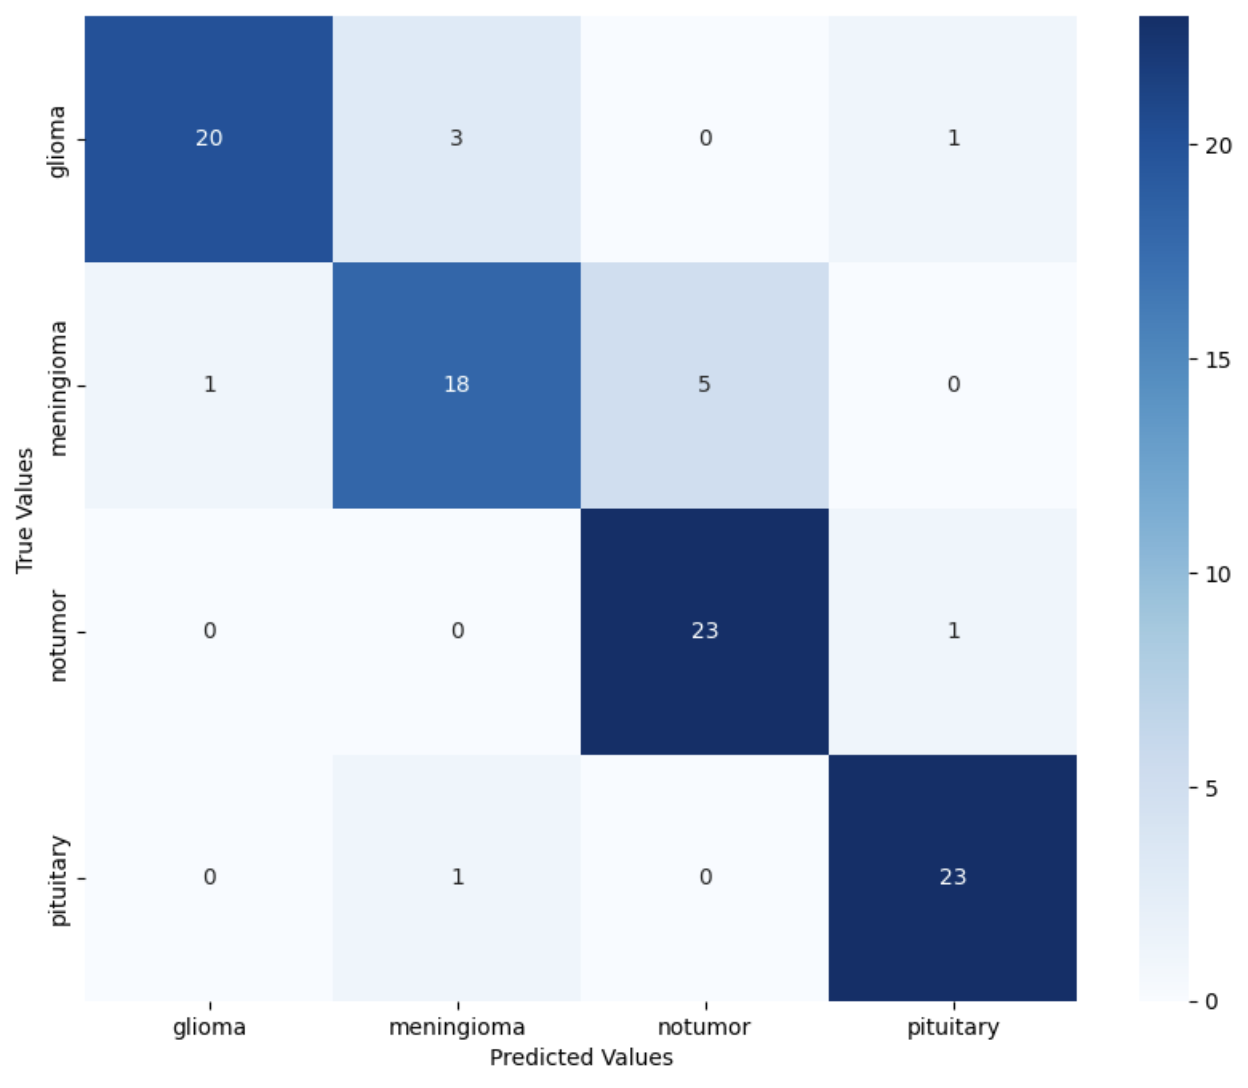 glioma 20 3 0 1
meningioma 1 18 5 0
notumor 0 0 23 1
pituitary 0 1 0 23
glioma meningioma notumor pituitary
Predicted Values
True Values
20
15
10
5
0